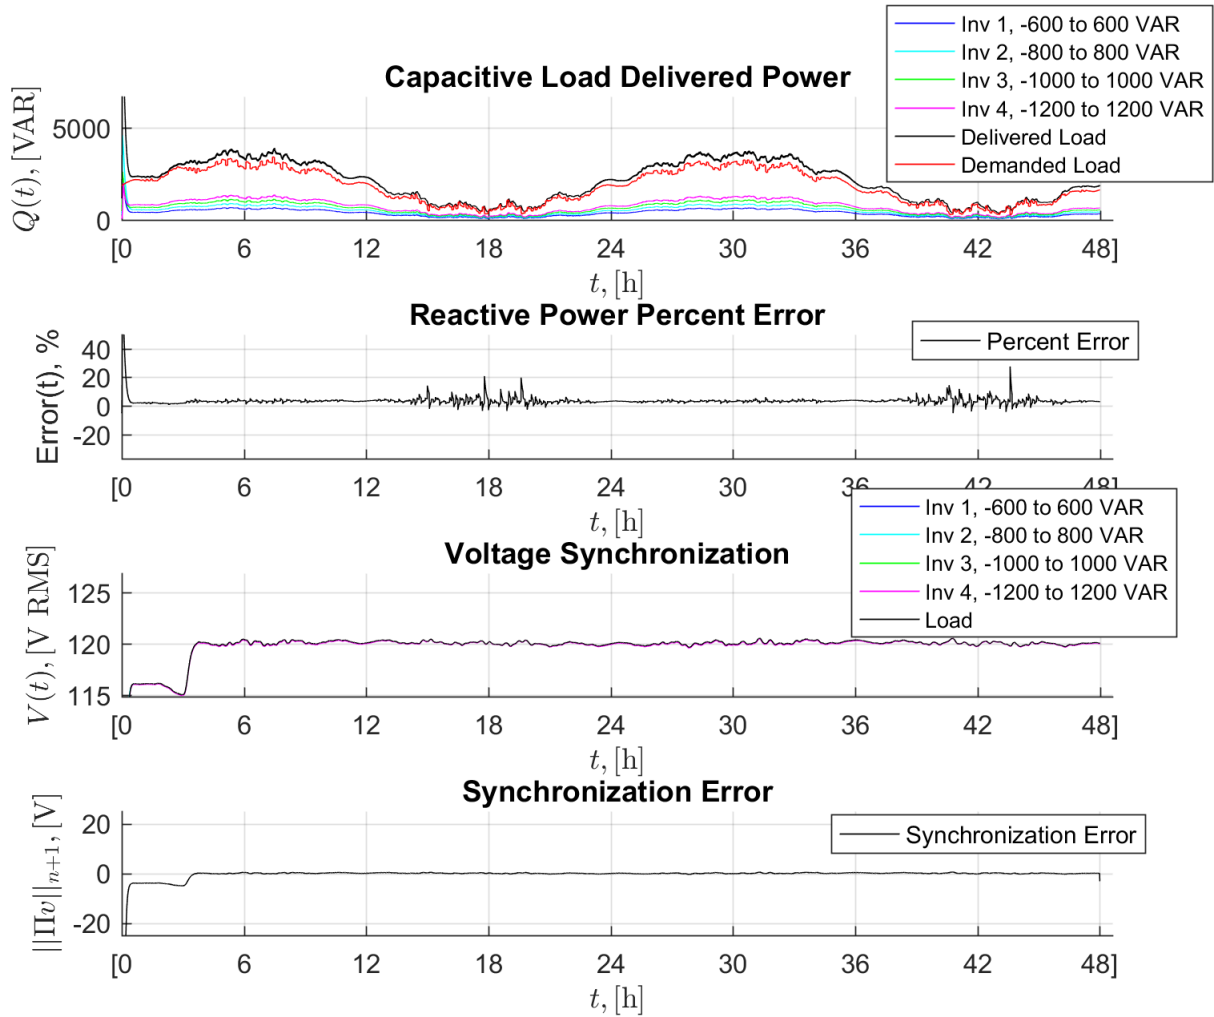 Inv 1, -600 to 600 VAR
Inv 2, -800 to 800 VAR
Inv 3, -1000 to 1000 VAR
Inv 4, -1200 to 1200 VAR
Delivered Load
Demanded Load
Capacitive Load Delivered Power
Q(t), [VAR]
5000
0
[0 6 12 18 24 30 36 42 48]
t, [h]
Reactive Power Percent Error
Percent Error
Error(t), %
40
20
0
-20
[0 6 12 18 24 30 36 42 48]
t, [h]
Inv 1, -600 to 600 VAR
Inv 2, -800 to 800 VAR
Inv 3, -1000 to 1000 VAR
Inv 4, -1200 to 1200 VAR
Load
Voltage Synchronization
V(t), [V RMS]
125
120
115
[0 6 12 18 24 30 36 42 48]
t, [h]
Synchronization Error
Synchronization Error
||Πv||n+1, [V]
20
0
-20
[0 6 12 18 24 30 36 42 48]
t, [h]